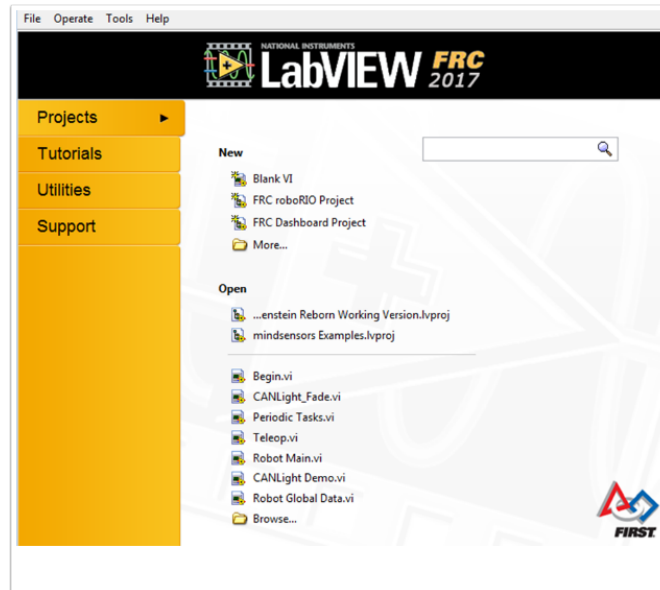 File Operate Tools Help
NATIONAL INSTRUMENTS
LabVIEW FRC 2017
Projects
Tutorials
Utilities
Support
New
Blank VI
FRC roboRIO Project
FRC Dashboard Project
More...
Open
...enstein Reborn Working Version.lvproj
mindsensors Examples.lvproj
Begin.vi
CANLight_Fade.vi
Periodic Tasks.vi
Teleop.vi
Robot Main.vi
CANLight Demo.vi
Robot Global Data.vi
Browse...
FIRST